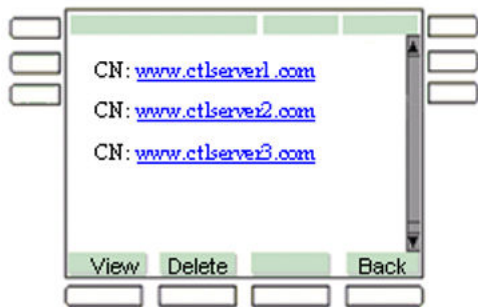 CN: www.ctlserver1.com
CN: www.ctlserver2.com
CN: www.ctlserver3.com
View Delete Back